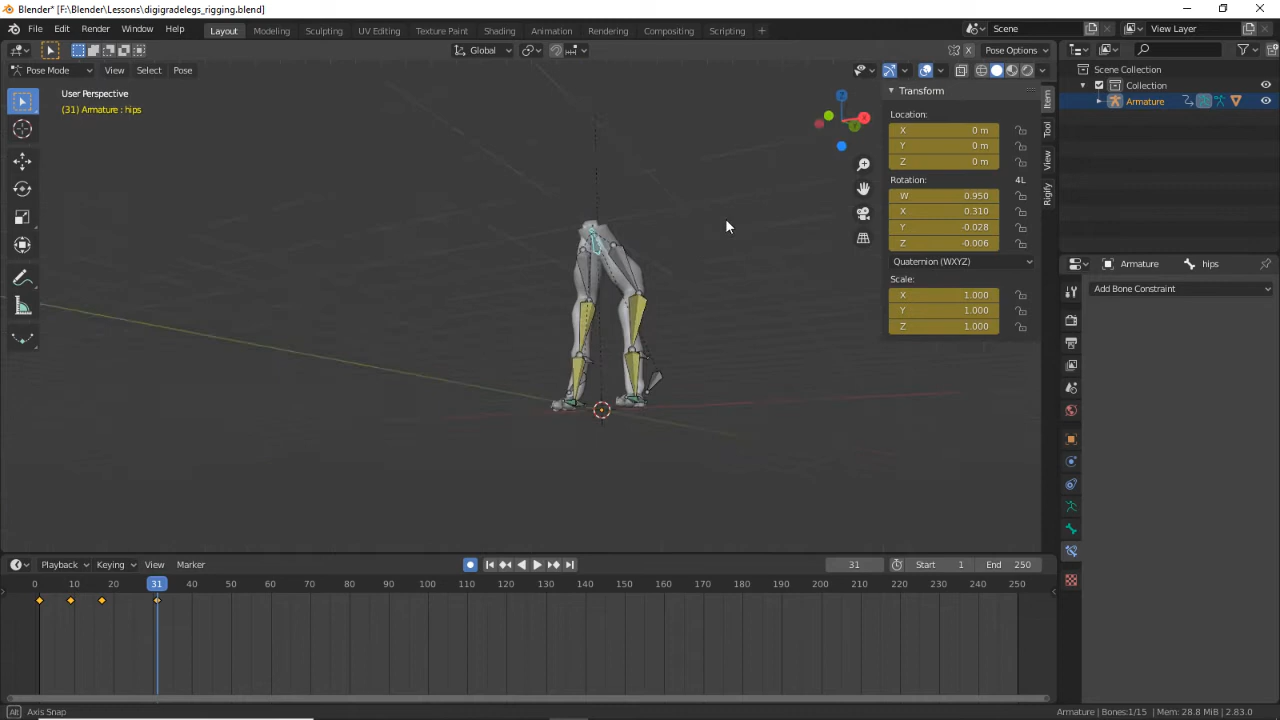 Blender* [F:\Blender\Lessons\digigradelegs_rigging.blend]
File Edit Render Window Help Layout Modeling Sculpting UV Editing Texture Paint Shading Animation Rendering Compositing Scripting + Scene View Layer
Global Pose Options
Pose Mode View Select Pose
User Perspective
(31) Armature : hips
Transform
Location:
X 0 m
Y 0 m
Z 0 m
Rotation: 4L
W 0.950
X 0.310
Y -0.028
Z -0.006
Quaternion (WXYZ)
Scale:
X 1.000
Y 1.000
Z 1.000
Item
Tool
View
Rigify
Z
X
Y
Scene Collection
Collection
Armature
Armature hips
Add Bone Constraint
Playback Keying View Marker 31 Start 1 End 250
0 10 20 31 40 50 60 70 80 90 100 110 120 130 140 150 160 170 180 190 200 210 220 230 240 250
Alt Axis Snap Armature | Bones:1/15 | Mem: 28.8 MiB | 2.83.0